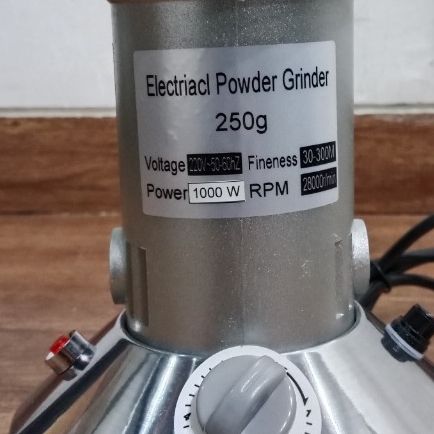 Electriacl Powder Grinder
250g
Voltage 220V~50-60hZ Fineness 30-300M
Power 1000 W RPM 28000r/min